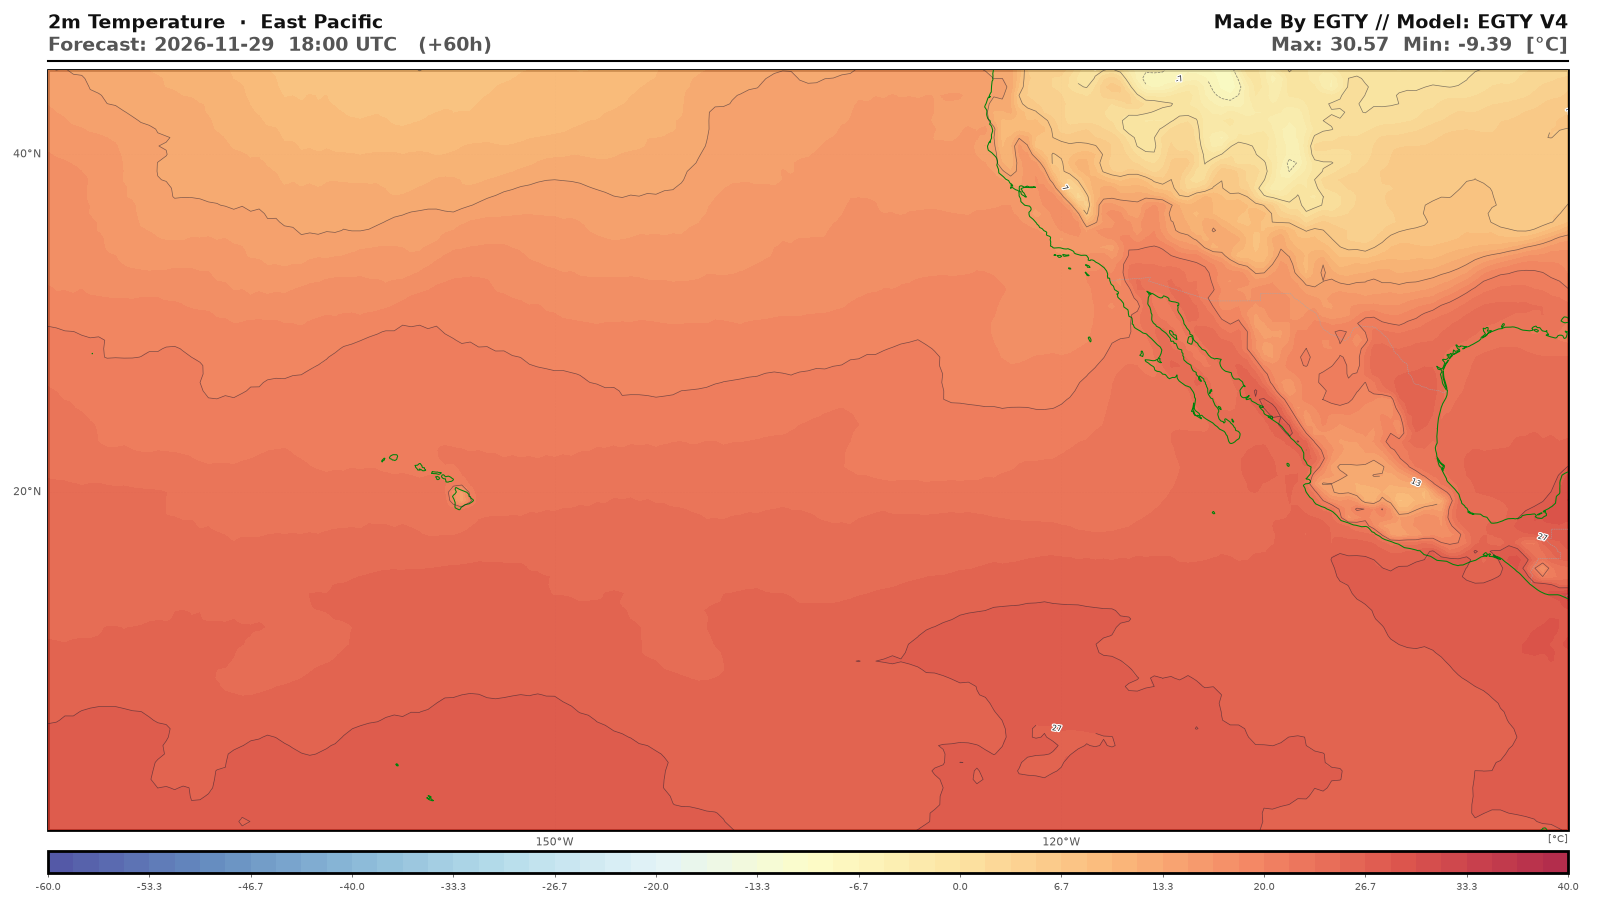 2m Temperature · East Pacific
Made By EGTY // Model: EGTY V4
Forecast: 2026-11-29 18:00 UTC (+60h)
Max: 30.57 Min: -9.39 [°C]
-7
40°N
7
20°N
13
27
27
150°W
120°W
[°C]
-60.0 -53.3 -46.7 -40.0 -33.3 -26.7 -20.0 -13.3 -6.7 0.0 6.7 13.3 20.0 26.7 33.3 40.0